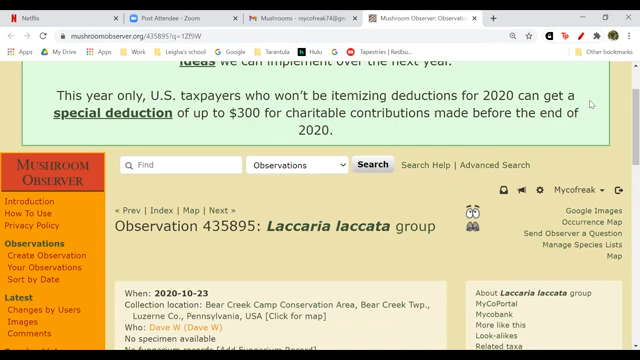 Netflix
Post Attendee - Zoom
Mushrooms - mycofreak74@gm
Mushroom Observer: Observatio
mushroomobserver.org/435895?q=1Zf9W
Apps
My Drive
Leigha's school
Google
Tarantula
Hulu
Google
Tapestries | Redbu...
Other bookmarks
ideas we can implement over the next year.
This year only, U.S. taxpayers who won't be itemizing deductions for 2020 can get a
special deduction of up to $300 for charitable contributions made before the end of
2020.
MUSHROOM
OBSERVER
Find
Observations
Search
Search Help | Advanced Search
Introduction
How To Use
Privacy Policy
Observations
Create Observation
Your Observations
Sort by Date
Latest
Changes by Users
Images
Comments
Mycofreak
« Prev | Index | Map | Next »
Observation 435895: Laccaria laccata group
Google Images
Occurrence Map
Send Observer a Question
Manage Species Lists
Map
When: 2020-10-23
Collection location: Bear Creek Camp Conservation Area, Bear Creek Twp.,
Luzerne Co., Pennsylvania, USA [Click for map]
Who: Dave W (Dave W)
No specimen available
No fungarium records [Add Fungarium Record]
About Laccaria laccata group
MyCoPortal
Mycobank
More like this
Look-alikes
Related taxa